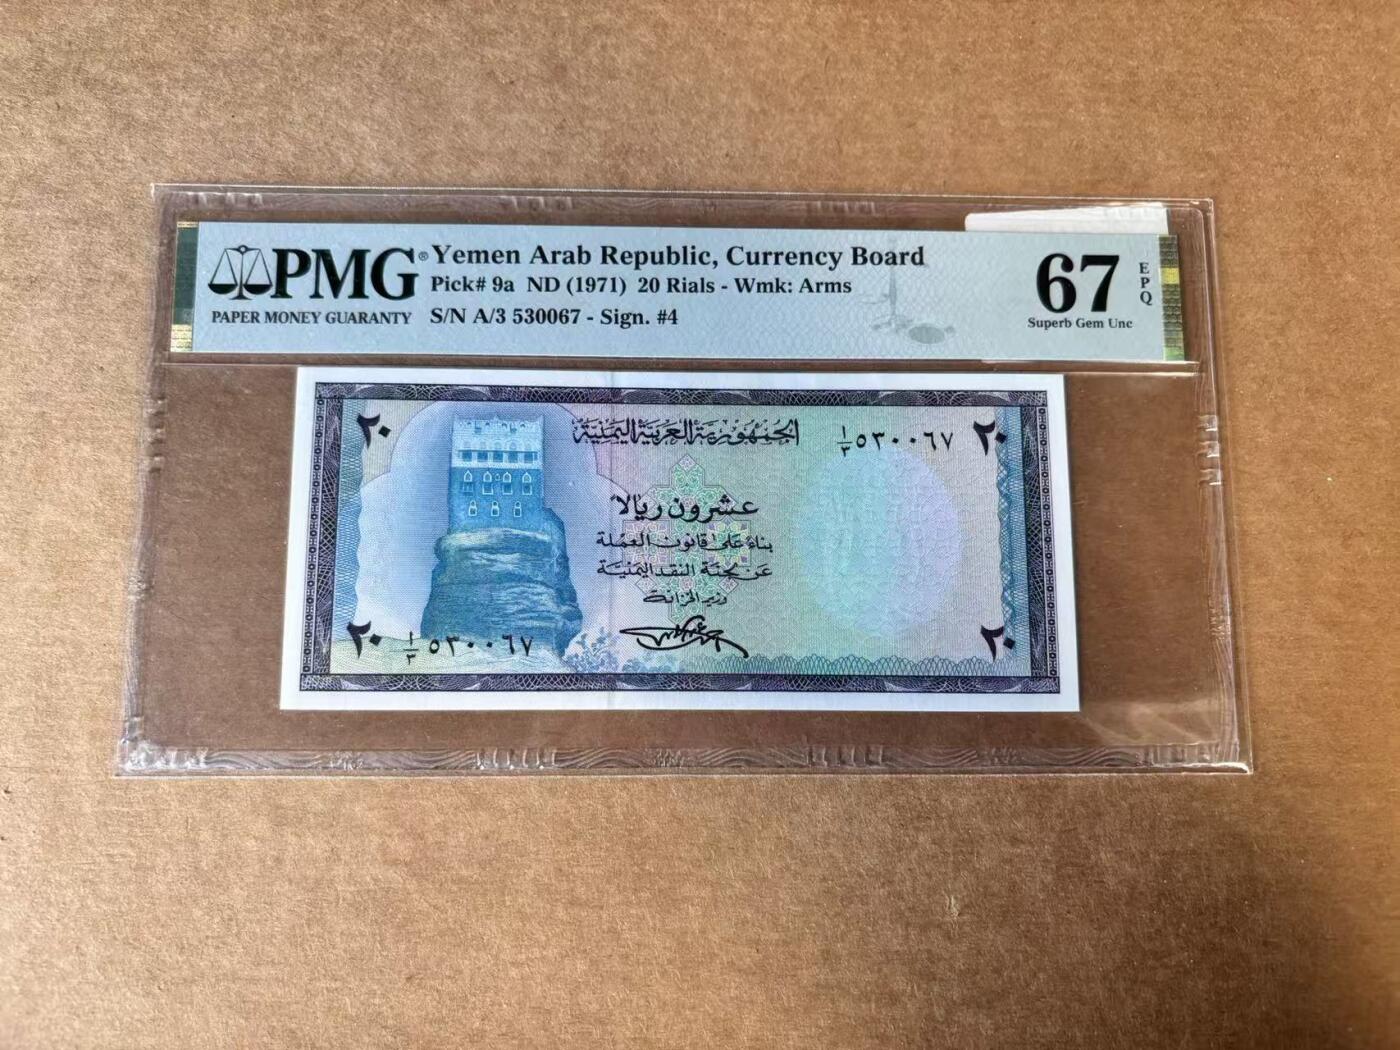 PMG®
PAPER MONEY GUARANTY
Yemen Arab Republic, Currency Board
Pick# 9a ND (1971) 20 Rials - Wmk: Arms
S/N A/3 530067 - Sign. #4
67 EPQ
Superb Gem Unc
الجمهورية العربية اليمنية
٢٠
١/٣ ٥٣٠٠٦٧ ٢٠
عشرون ريالا
بناء على قانون العملة
عن لجنة النقد اليمنية
وزير الخزانة
٢٠ ١/٣ ٥٣٠٠٦٧
٢٠